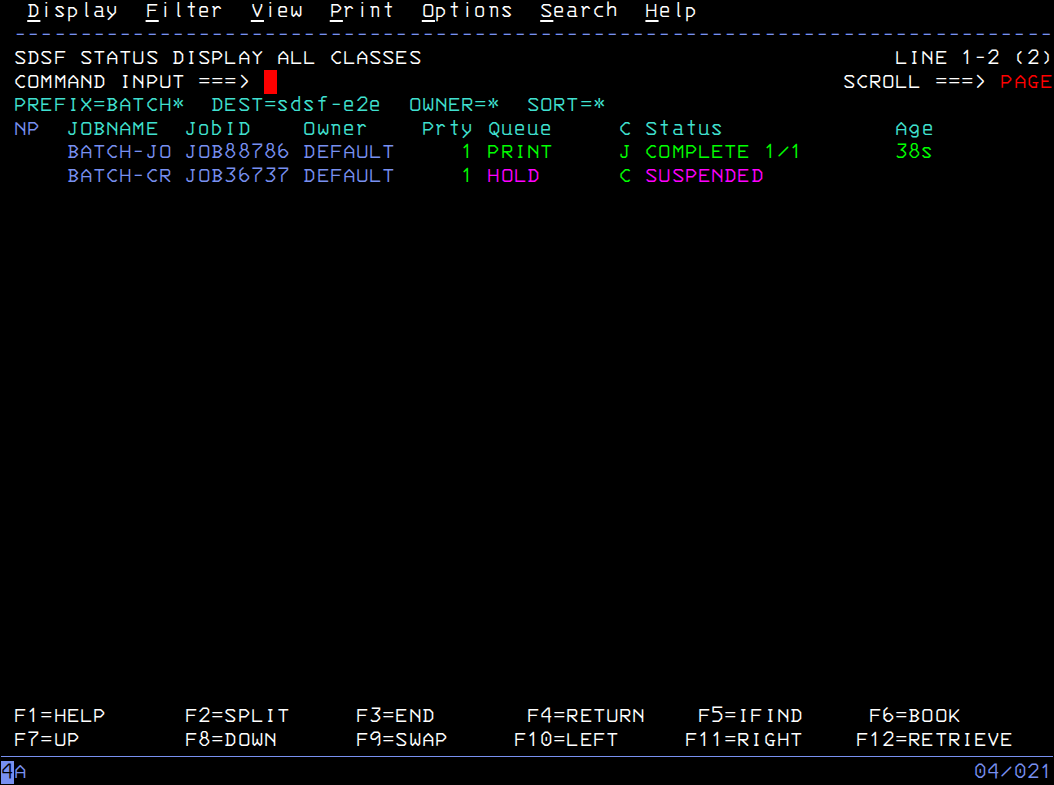 Display  Filter  View  Print  Options  Search  Help
--------------------------------------------------------------------------------
SDSF STATUS DISPLAY ALL CLASSES                                    LINE 1-2 (2)
COMMAND INPUT ===>                                             SCROLL ===> PAGE
PREFIX=BATCH*  DEST=sdsf-e2e  OWNER=*  SORT=*
NP  JOBNAME  JobID    Owner    Prty Queue     C Status             Age
BATCH-JO JOB88786 DEFAULT     1 PRINT     J COMPLETE 1/1       38s
BATCH-CR JOB36737 DEFAULT     1 HOLD      C SUSPENDED
F1=HELP      F2=SPLIT     F3=END       F4=RETURN    F5=IFIND     F6=BOOK
F7=UP        F8=DOWN      F9=SWAP     F10=LEFT     F11=RIGHT    F12=RETRIEVE
4A                                                                        04/021